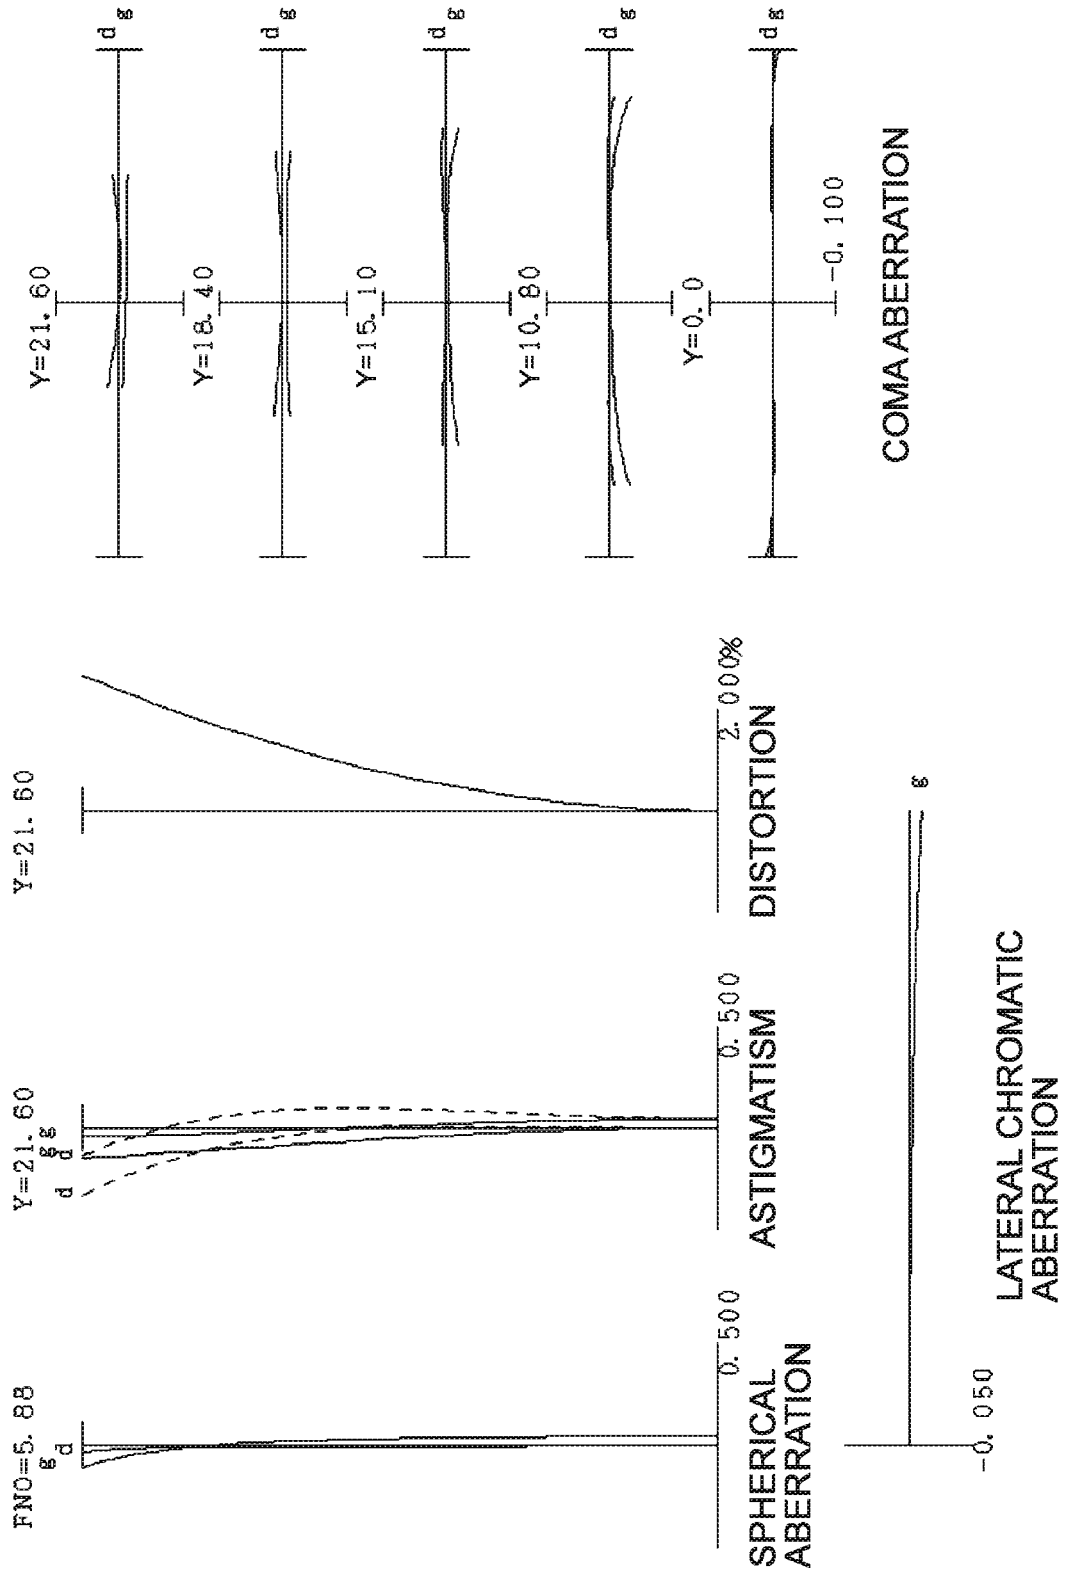 FNO=5. 88
g d
0. 500
SPHERICAL
ABERRATION
Y=21. 60
d
d g
0. 500
ASTIGMATISM
Y=21. 60
2. 000%
DISTORTION
-0. 050
g
LATERAL CHROMATIC
ABERRATION
Y=21. 60
d g
Y=18. 40
d g
Y=15. 10
d g
Y=10. 80
d g
Y=0. 0
d g
-0. 100
COMA ABERRATION